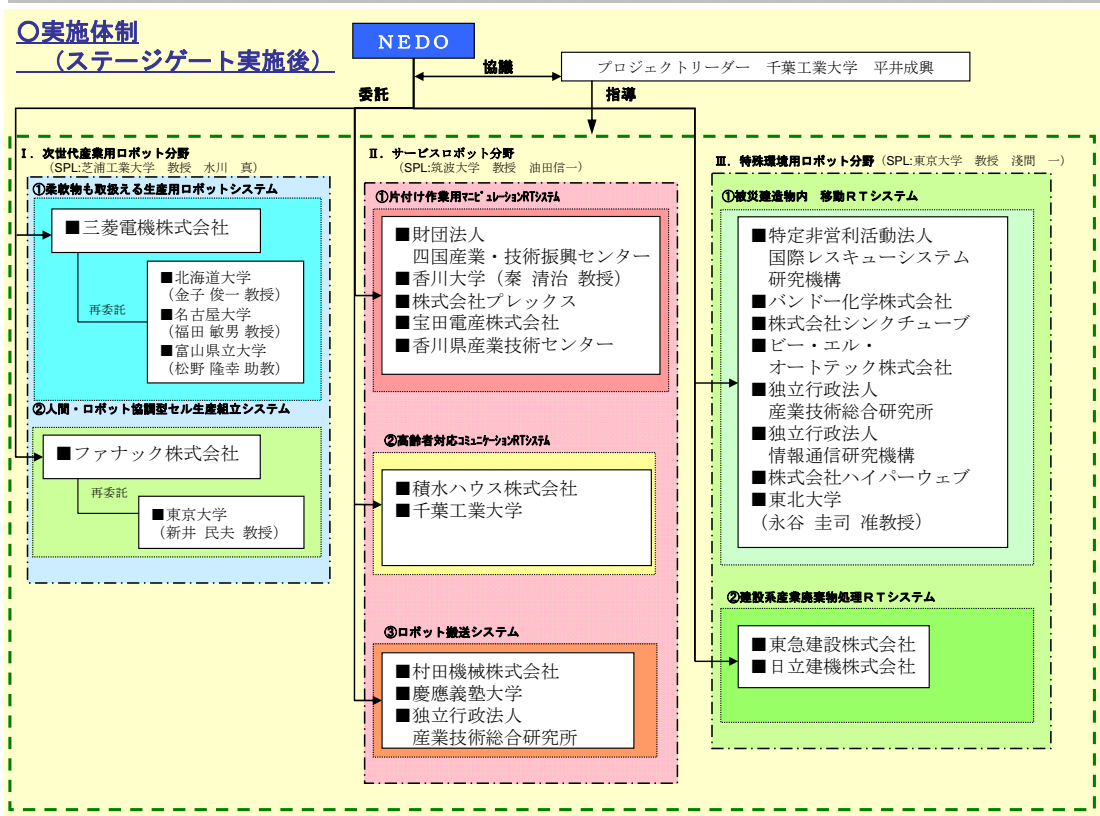 〇実施体制
（ステージゲート実施後）
NEDO
協議
プロジェクトリーダー 千葉工業大学 平井成興
委託
指導
Ⅰ．次世代産業用ロボット分野
（SPL:芝浦工業大学 教授 水川 真）
①柔軟物も取扱える生産用ロボットシステム
■三菱電機株式会社
再委託
■北海道大学
（金子 俊一 教授）
■名古屋大学
（福田 敏男 教授）
■富山県立大学
（松野 隆幸 助教）
②人間・ロボット協調型セル生産組立システム
■ファナック株式会社
再委託
■東京大学
（新井 民夫 教授）
Ⅱ．サービスロボット分野
（SPL:筑波大学 教授 油田信一）
①片付け作業用ﾏﾆﾋﾟｭﾚｰｼｮﾝRTｼｽﾃﾑ
■財団法人
四国産業・技術振興センター
■香川大学（秦 清治 教授）
■株式会社プレックス
■宝田電産株式会社
■香川県産業技術センター
②高齢者対応ｺﾐｭﾆｹｰｼｮﾝRTｼｽﾃﾑ
■積水ハウス株式会社
■千葉工業大学
③ロボット搬送システム
■村田機械株式会社
■慶應義塾大学
■独立行政法人
産業技術総合研究所
Ⅲ．特殊環境用ロボット分野（SPL:東京大学 教授 淺間 一）
①被災建造物内 移動ＲＴシステム
■特定非営利活動法人
国際レスキューシステム
研究機構
■バンドー化学株式会社
■株式会社シンクチューブ
■ビー・エル・
オートテック株式会社
■独立行政法人
産業技術総合研究所
■独立行政法人
情報通信研究機構
■株式会社ハイパーウェブ
■東北大学
（永谷 圭司 准教授）
②建設系産業廃棄物処理ＲＴシステム
■東急建設株式会社
■日立建機株式会社